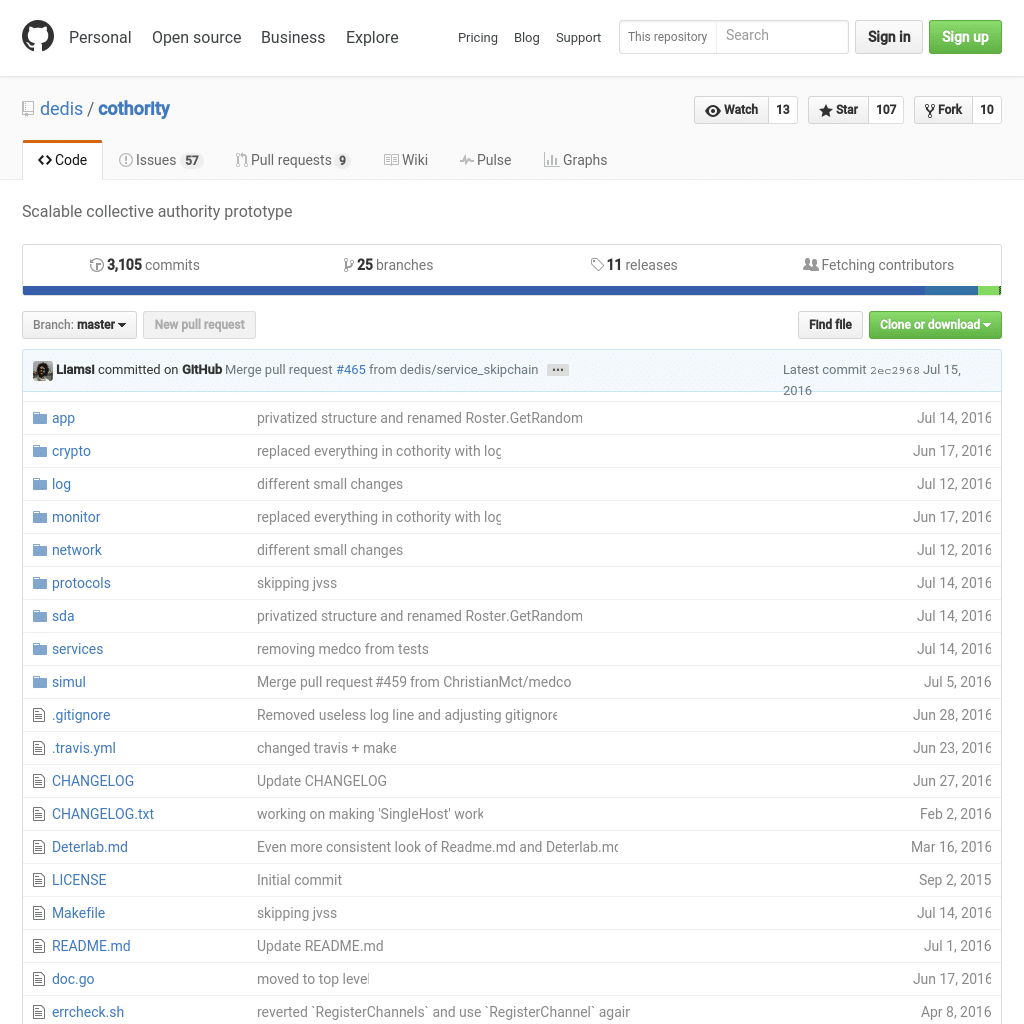 Personal Open source Business Explore Pricing Blog Support This repository Search Sign in Sign up
dedis / cothority Watch 13 Star 107 Fork 10
Code Issues 57 Pull requests 9 Wiki Pulse Graphs
Scalable collective authority prototype
3,105 commits 25 branches 11 releases Fetching contributors
Branch: master New pull request Find file Clone or download
Liamsi committed on GitHub Merge pull request #465 from dedis/service_skipchain ... Latest commit 2ec2968 Jul 15,
2016
app privatized structure and renamed Roster.GetRandom Jul 14, 2016
crypto replaced everything in cothority with log Jun 17, 2016
log different small changes Jul 12, 2016
monitor replaced everything in cothority with log Jun 17, 2016
network different small changes Jul 12, 2016
protocols skipping jvss Jul 14, 2016
sda privatized structure and renamed Roster.GetRandom Jul 14, 2016
services removing medco from tests Jul 14, 2016
simul Merge pull request #459 from ChristianMct/medco Jul 5, 2016
.gitignore Removed useless log line and adjusting gitignore Jun 28, 2016
.travis.yml changed travis + make Jun 23, 2016
CHANGELOG Update CHANGELOG Jun 27, 2016
CHANGELOG.txt working on making 'SingleHost' work Feb 2, 2016
Deterlab.md Even more consistent look of Readme.md and Deterlab.md Mar 16, 2016
LICENSE Initial commit Sep 2, 2015
Makefile skipping jvss Jul 14, 2016
README.md Update README.md Jul 1, 2016
doc.go moved to top level Jun 17, 2016
errcheck.sh reverted `RegisterChannels` and use `RegisterChannel` again Apr 8, 2016